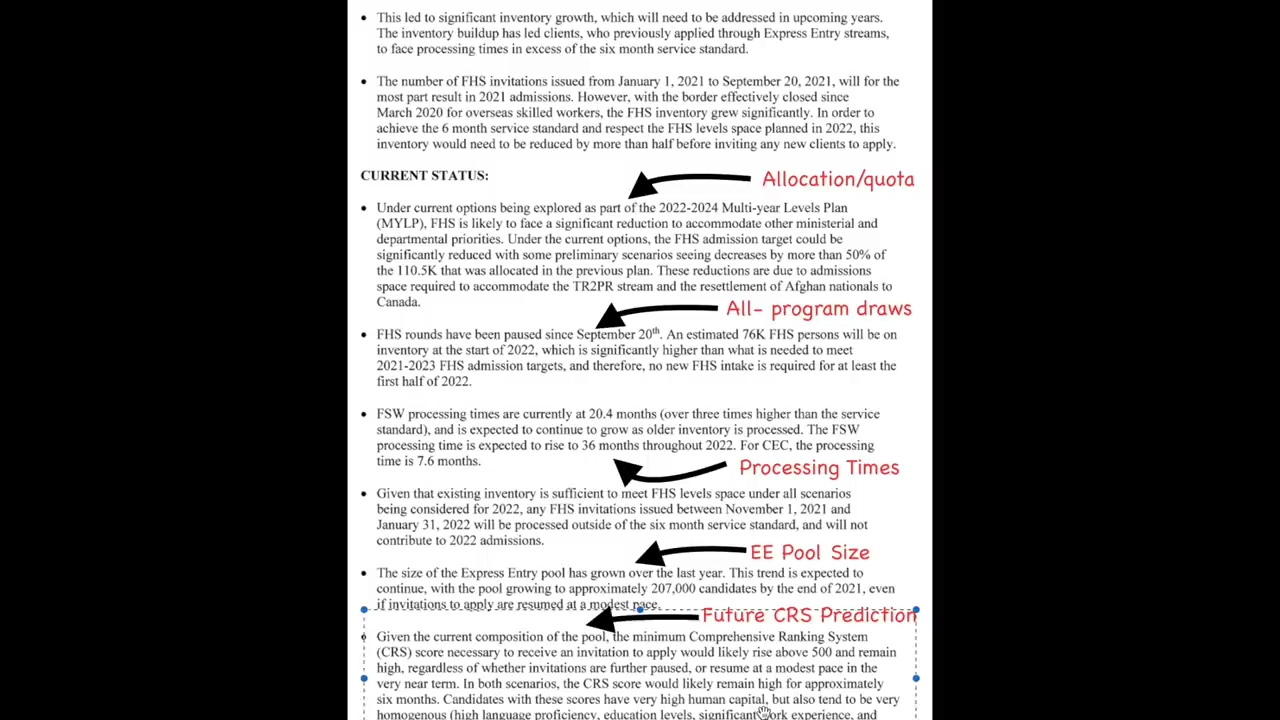 • This led to significant inventory growth, which will need to be addressed in upcoming years.
The inventory buildup has led clients, who previously applied through Express Entry streams,
to face processing times in excess of the six month service standard.
• The number of FHS invitations issued from January 1, 2021 to September 20, 2021, will for the
most part result in 2021 admissions. However, with the border effectively closed since
March 2020 for overseas skilled workers, the FHS inventory grew significantly. In order to
achieve the 6 month service standard and respect the FHS levels space planned in 2022, this
inventory would need to be reduced by more than half before inviting any new clients to apply.
CURRENT STATUS:
Allocation/quota
• Under current options being explored as part of the 2022-2024 Multi-year Levels Plan
(MYLP), FHS is likely to face a significant reduction to accommodate other ministerial and
departmental priorities. Under the current options, the FHS admission target could be
significantly reduced with some preliminary scenarios seeing decreases by more than 50% of
the 110.5K that was allocated in the previous plan. These reductions are due to admissions
space required to accommodate the TR2PR stream and the resettlement of Afghan nationals to
Canada.
All- program draws
• FHS rounds have been paused since September 20th. An estimated 76K FHS persons will be on
inventory at the start of 2022, which is significantly higher than what is needed to meet
2021-2023 FHS admission targets, and therefore, no new FHS intake is required for at least the
first half of 2022.
• FSW processing times are currently at 20.4 months (over three times higher than the service
standard), and is expected to continue to grow as older inventory is processed. The FSW
processing time is expected to rise to 36 months throughout 2022. For CEC, the processing
time is 7.6 months.
Processing Times
• Given that existing inventory is sufficient to meet FHS levels space under all scenarios
being considered for 2022, any FHS invitations issued between November 1, 2021 and
January 31, 2022 will be processed outside of the six month service standard, and will not
contribute to 2022 admissions.
EE Pool Size
• The size of the Express Entry pool has grown over the last year. This trend is expected to
continue, with the pool growing to approximately 207,000 candidates by the end of 2021, even
if invitations to apply are resumed at a modest pace.
Future CRS Prediction
• Given the current composition of the pool, the minimum Comprehensive Ranking System
(CRS) score necessary to receive an invitation to apply would likely rise above 500 and remain
high, regardless of whether invitations are further paused, or resume at a modest pace in the
very near term. In both scenarios, the CRS score would likely remain high for approximately
six months. Candidates with these scores have very high human capital, but also tend to be very
homogenous (high language proficiency, education levels, significant work experience, and